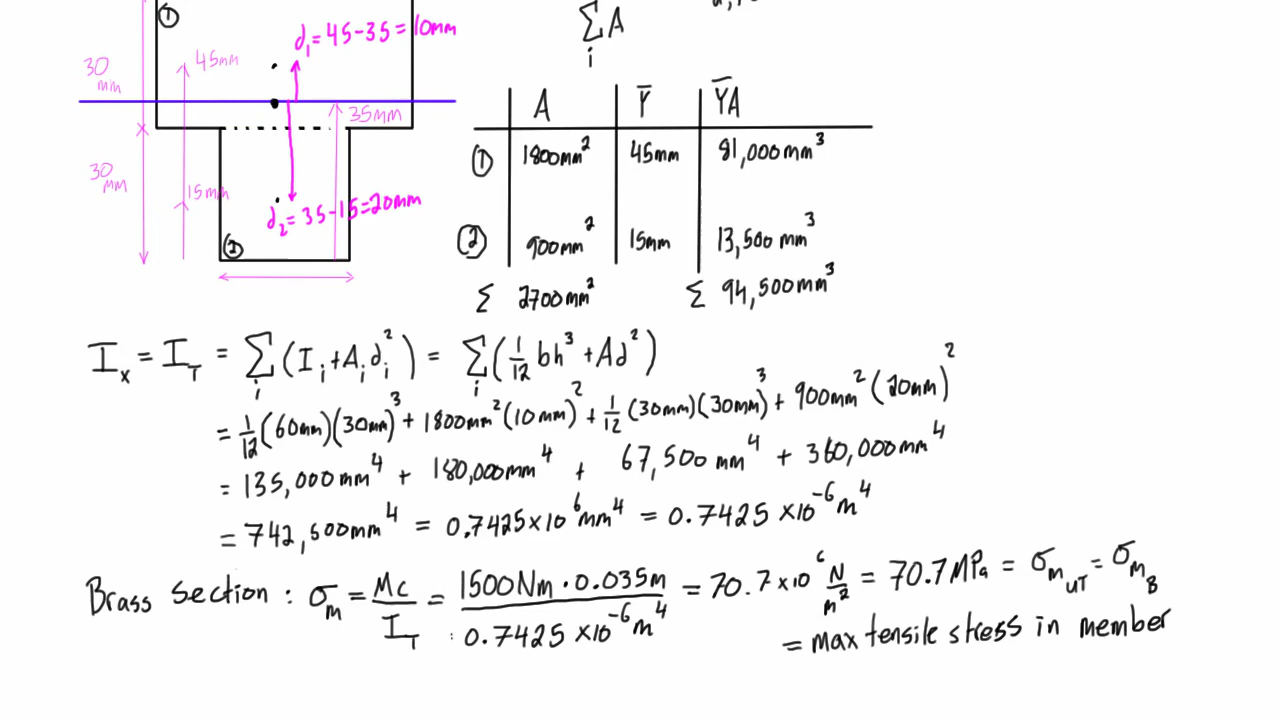 ①
d₁=45-35=10mm
30 mm
45mm
35mm
30 mm
15mm
d₂=35-15=20mm
②
∑ᵢ A
A Ȳ ȲA
① 1800mm² 45mm 81,000mm³
② 900mm² 15mm 13,500 mm³
Σ 2700mm² Σ 94,500mm³
Iₓ = I_T = ∑ᵢ (Iᵢ+Aᵢdᵢ²) = ∑ᵢ (1/12 bh³ + Ad²)
= 1/12 (60mm)(30mm)³ + 1800mm²(10mm)² + 1/12 (30mm)(30mm)³ + 900mm²(20mm)²
= 135,000mm⁴ + 180,000mm⁴ + 67,500mm⁴ + 360,000mm⁴
= 742,500mm⁴ = 0.7425×10⁶mm⁴ = 0.7425 ×10⁻⁶m⁴
Brass section : σ_m = Mc/I_T = 1500Nm·0.035m / 0.7425 ×10⁻⁶m⁴ = 70.7×10⁶ N/m² = 70.7MPa = σ_m_UT = σ_m_B
= max tensile stress in member